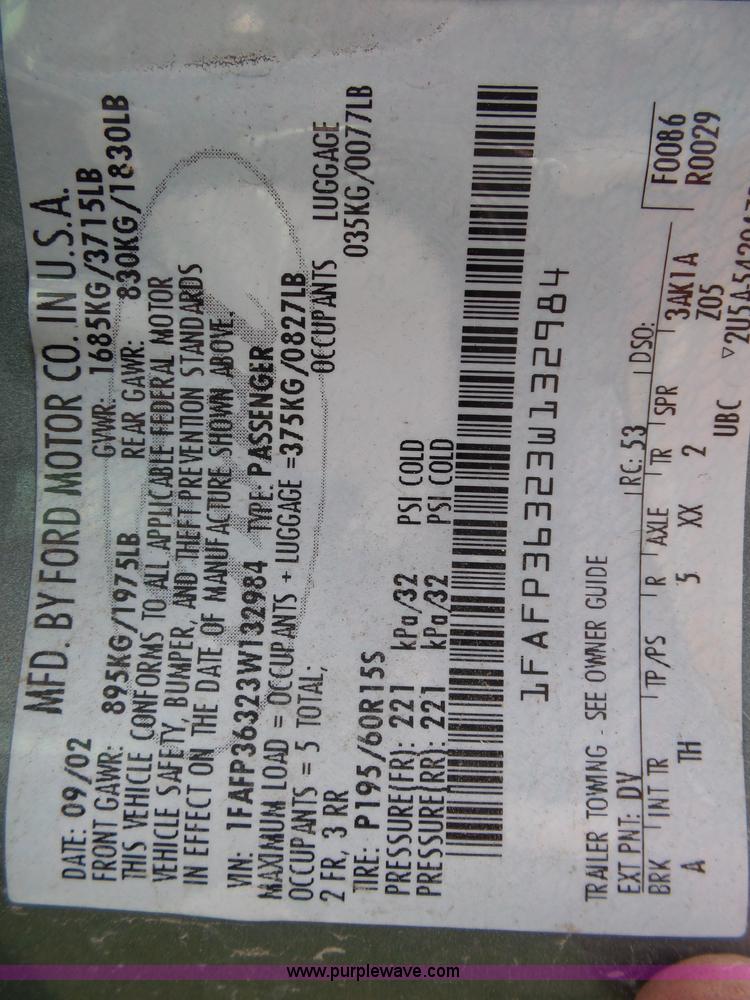 MFD. BY FORD MOTOR CO. IN U.S.A.
DATE: 09/02 GVWR: 1685KG/3715LB
FRONT GAWR: 895KG/1975LB REAR GAWR: 830KG/1830LB
THIS VEHICLE CONFORMS TO ALL APPLICABLE FEDERAL MOTOR
VEHICLE SAFETY, BUMPER, AND THEFT PREVENTION STANDARDS
IN EFFECT ON THE DATE OF MANUFACTURE SHOWN ABOVE.
VIN: 1FAFP36323W132984 TYPE: PASSENGER
MAXIMUM LOAD = OCCUPANTS + LUGGAGE =375KG/0827LB
OCCUPANTS = 5 TOTAL; OCCUPANTS LUGGAGE
2 FR, 3 RR 035KG/0077LB
TIRE: P195/60R15S
PRESSURE(FR): 221 kPa/32 PSI COLD
PRESSURE(RR): 221 kPa/32 PSI COLD
1FAFP36323W132984
TRAILER TOWING - SEE OWNER GUIDE
EXT PNT: DV RC: 53 DSO: F0086
BRK INT TR TP/PS R AXLE TR SPR 3AK1A R0029
A TH 5 XX 2 Z05
UBC
www.purplewave.com